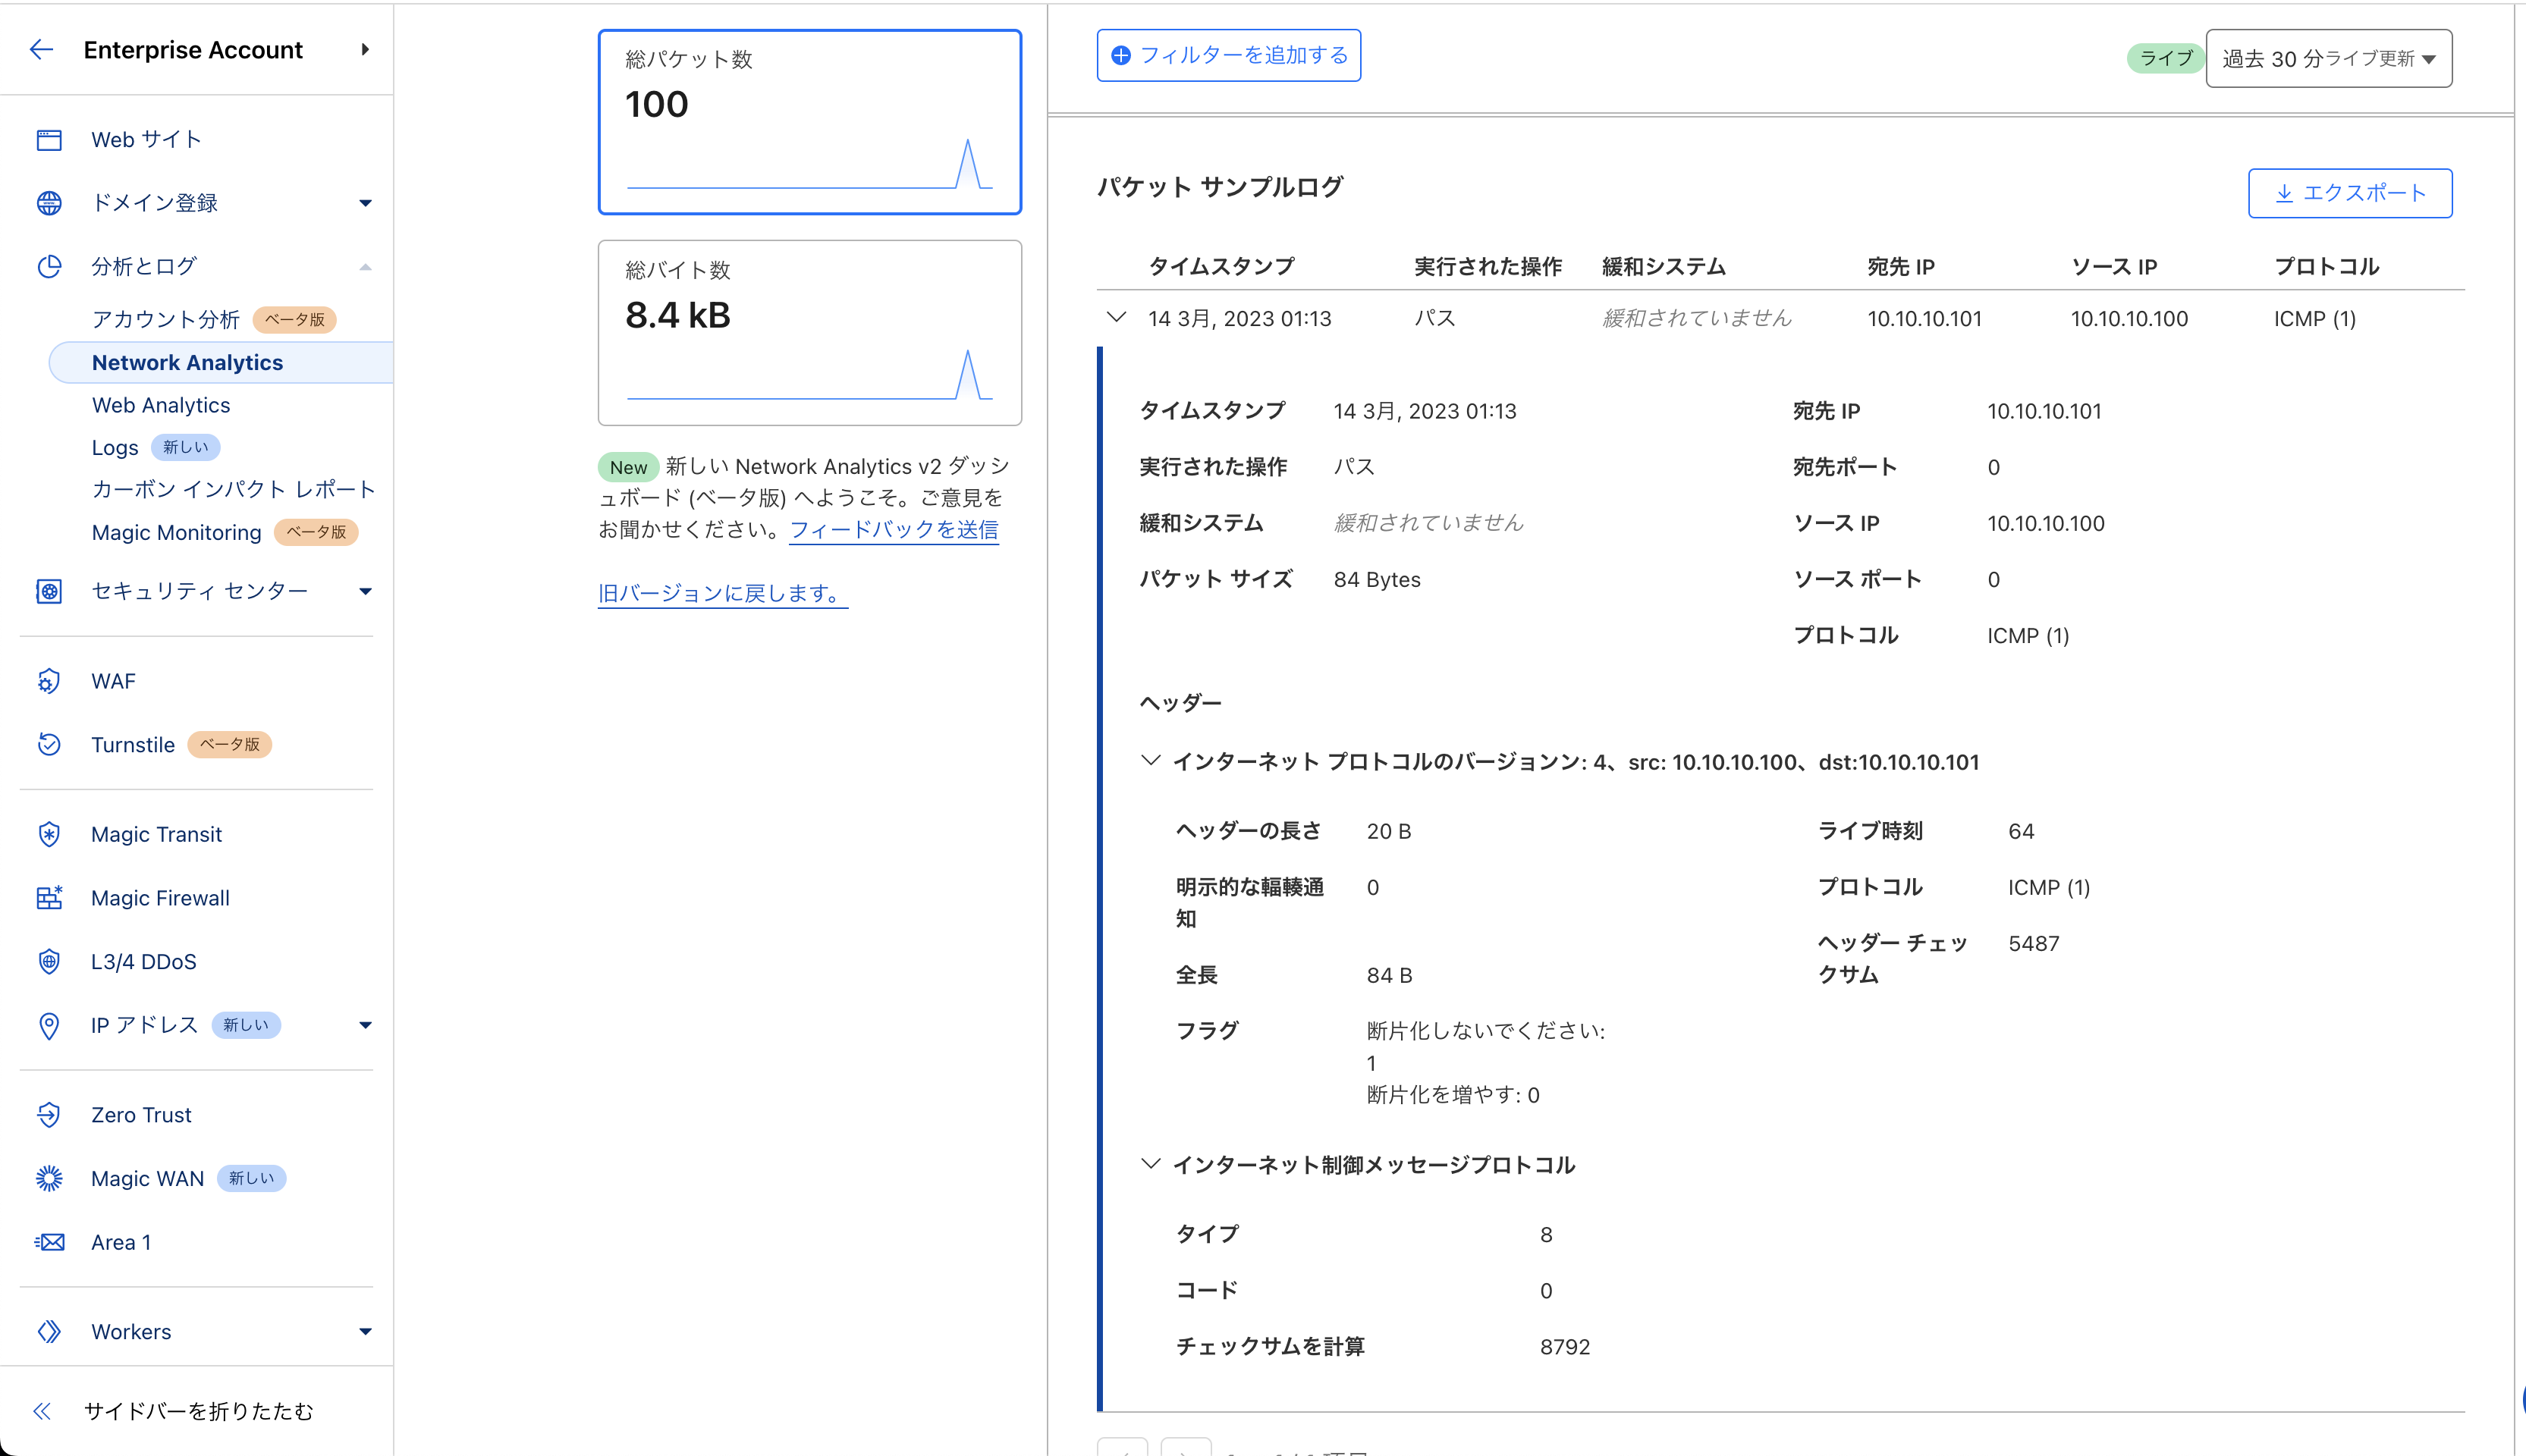 Enterprise Account
Web サイト
ドメイン登録
分析とログ
アカウント分析 ベータ版
Network Analytics
Web Analytics
Logs 新しい
カーボン インパクト レポート
Magic Monitoring ベータ版
セキュリティ センター
WAF
Turnstile ベータ版
Magic Transit
Magic Firewall
L3/4 DDoS
IP アドレス 新しい
Zero Trust
Magic WAN 新しい
Area 1
Workers
サイドバーを折りたたむ
総パケット数
100
総バイト数
8.4 kB
New 新しい Network Analytics v2 ダッシ
ュボード (ベータ版) へようこそ。ご意見を
お聞かせください。フィードバックを送信
旧バージョンに戻します。
フィルターを追加する
ライブ 過去 30 分ライブ更新
パケット サンプルログ
エクスポート
タイムスタンプ 実行された操作 緩和システム 宛先 IP ソース IP プロトコル
14 3月, 2023 01:13 パス 緩和されていません 10.10.10.101 10.10.10.100 ICMP (1)
タイムスタンプ 14 3月, 2023 01:13 宛先 IP 10.10.10.101
実行された操作 パス 宛先ポート 0
緩和システム 緩和されていません ソース IP 10.10.10.100
パケット サイズ 84 Bytes ソース ポート 0
プロトコル ICMP (1)
ヘッダー
インターネット プロトコルのバージョンン: 4、src: 10.10.10.100、dst:10.10.10.101
ヘッダーの長さ 20 B ライブ時刻 64
明示的な輻輳通 0 プロトコル ICMP (1)
知
ヘッダー チェッ 5487
クサム
全長 84 B
フラグ 断片化しないでください:
1
断片化を増やす: 0
インターネット制御メッセージプロトコル
タイプ 8
コード 0
チェックサムを計算 8792